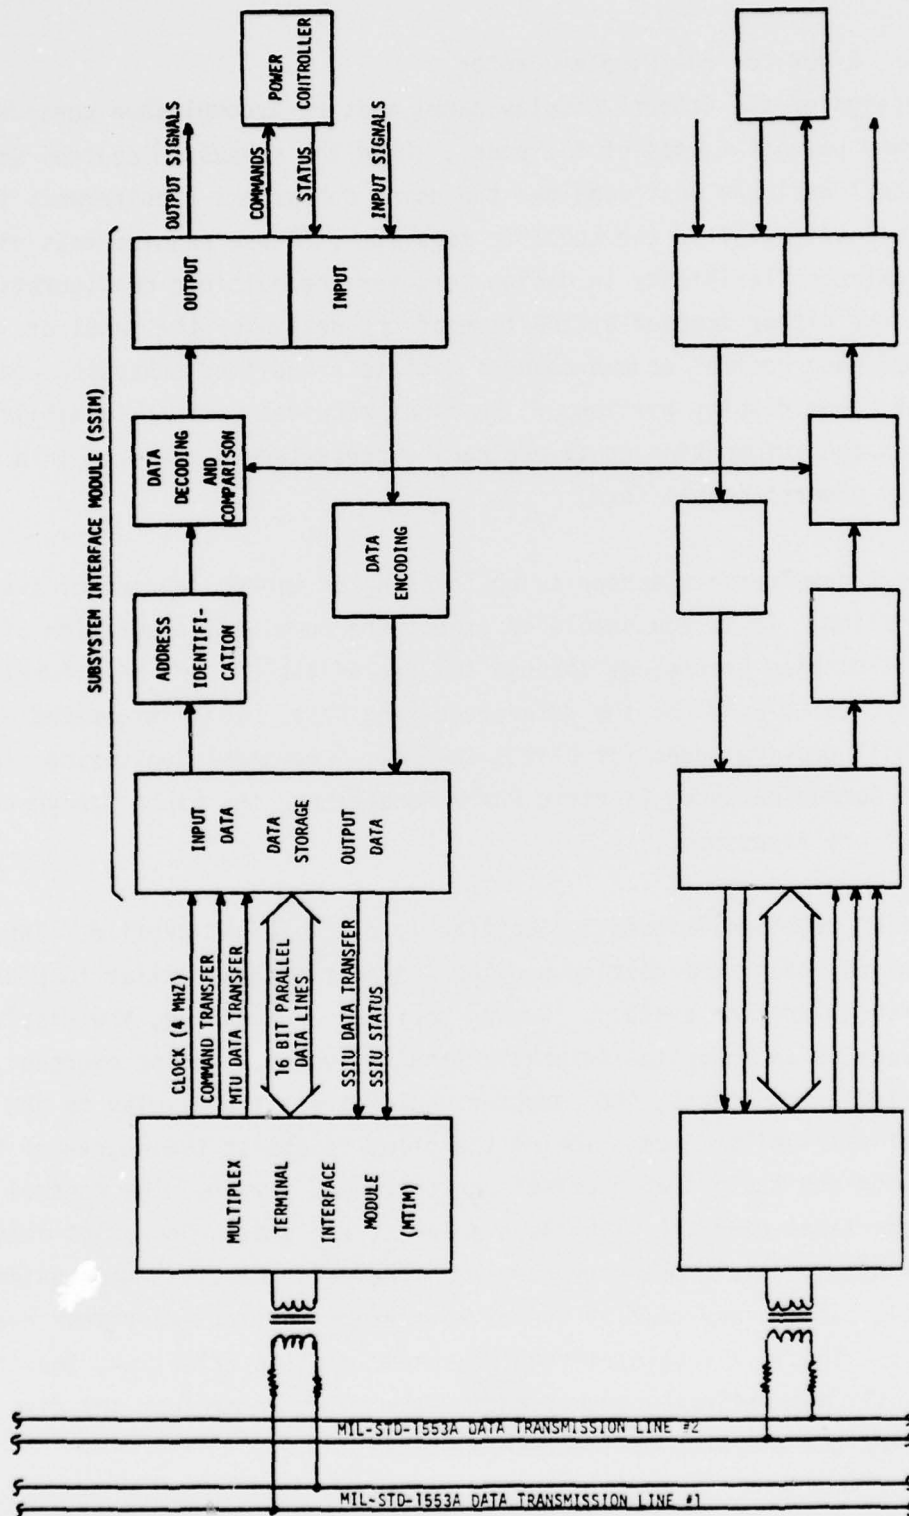 SUBSYSTEM INTERFACE MODULE (SSIM)
OUTPUT SIGNALS
COMMANDS
STATUS
INPUT SIGNALS
POWER
CONTROLLER
OUTPUT
INPUT
DATA
DECODING
AND
COMPARISON
DATA
ENCODING
ADDRESS
IDENTIFI-
CATION
INPUT
DATA
DATA
STORAGE
OUTPUT
DATA
CLOCK (4 MHZ)
COMMAND TRANSFER
MTU DATA TRANSFER
16 BIT PARALLEL
DATA LINES
SSIU DATA TRANSFER
SSIU STATUS
MULTIPLEX
TERMINAL
INTERFACE
MODULE
(MTIM)
MIL-STD-1553A DATA TRANSMISSION LINE #2
MIL-STD-1553A DATA TRANSMISSION LINE #1